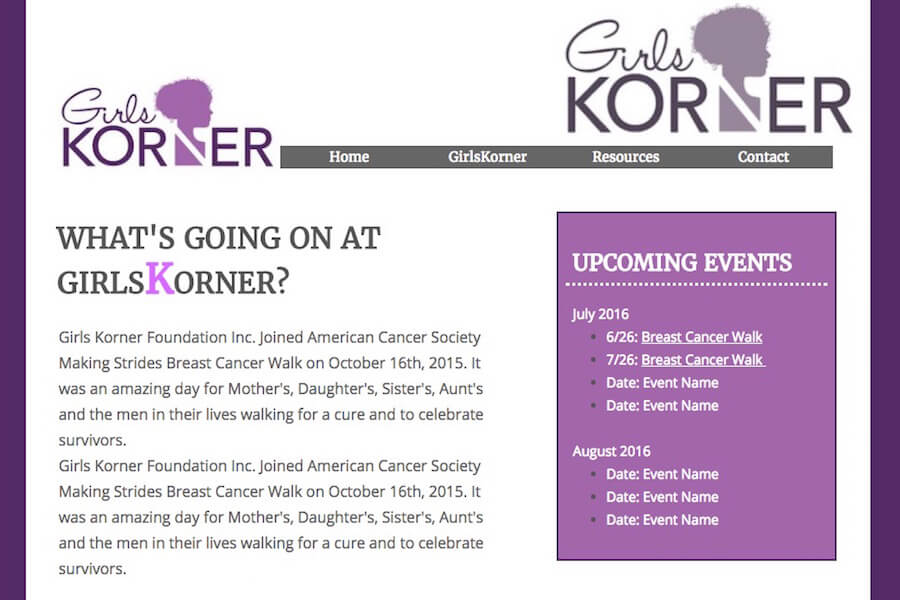 Girls
KORNER
Girls
KORNER
Home GirlsKorner Resources Contact
WHAT'S GOING ON AT
GIRLSKORNER?
Girls Korner Foundation Inc. Joined American Cancer Society
Making Strides Breast Cancer Walk on October 16th, 2015. It
was an amazing day for Mother's, Daughter's, Sister's, Aunt's
and the men in their lives walking for a cure and to celebrate
survivors.
Girls Korner Foundation Inc. Joined American Cancer Society
Making Strides Breast Cancer Walk on October 16th, 2015. It
was an amazing day for Mother's, Daughter's, Sister's, Aunt's
and the men in their lives walking for a cure and to celebrate
survivors.
UPCOMING EVENTS
July 2016
• 6/26: Breast Cancer Walk
• 7/26: Breast Cancer Walk
• Date: Event Name
• Date: Event Name
August 2016
• Date: Event Name
• Date: Event Name
• Date: Event Name